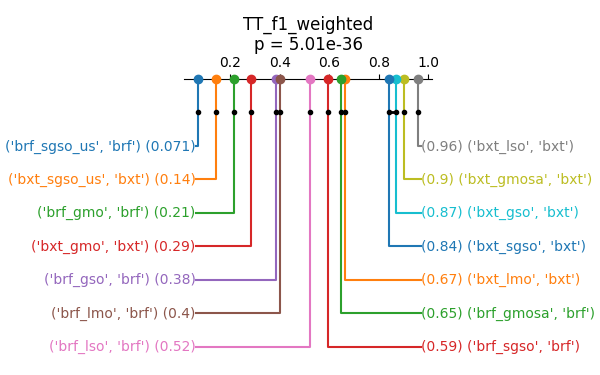 TT_f1_weighted
p = 5.01e-36
0.2 0.4 0.6 0.8 1.0
('brf_sgso_us', 'brf') (0.071) (0.96) ('bxt_lso', 'bxt')
('bxt_sgso_us', 'bxt') (0.14) (0.9) ('bxt_gmosa', 'bxt')
('brf_gmo', 'brf') (0.21) (0.87) ('bxt_gso', 'bxt')
('bxt_gmo', 'bxt') (0.29) (0.84) ('bxt_sgso', 'bxt')
('brf_gso', 'brf') (0.38) (0.67) ('bxt_lmo', 'bxt')
('brf_lmo', 'brf') (0.4) (0.65) ('brf_gmosa', 'brf')
('brf_lso', 'brf') (0.52) (0.59) ('brf_sgso', 'brf')